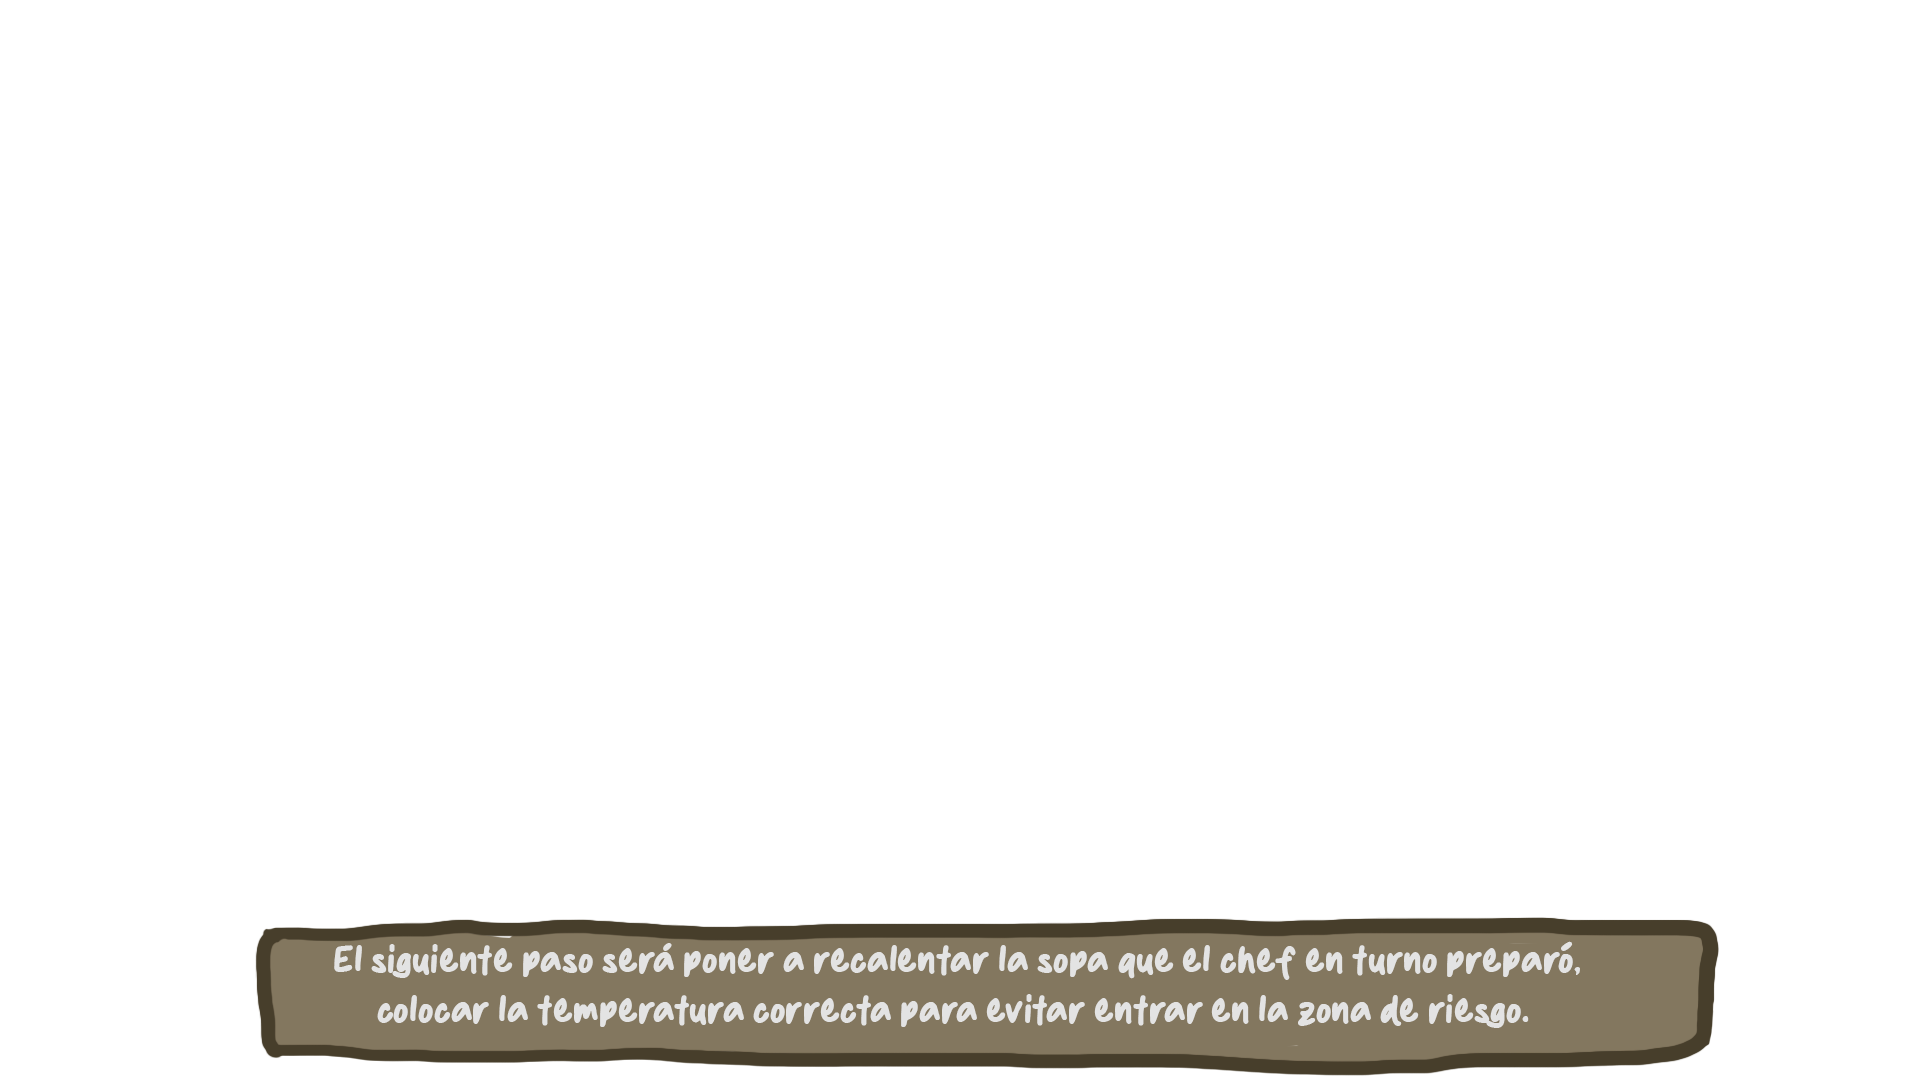 El siguiente paso será poner a recalentar la sopa que el chef en turno preparó,
colocar la temperatura correcta para evitar entrar en la zona de riesgo.